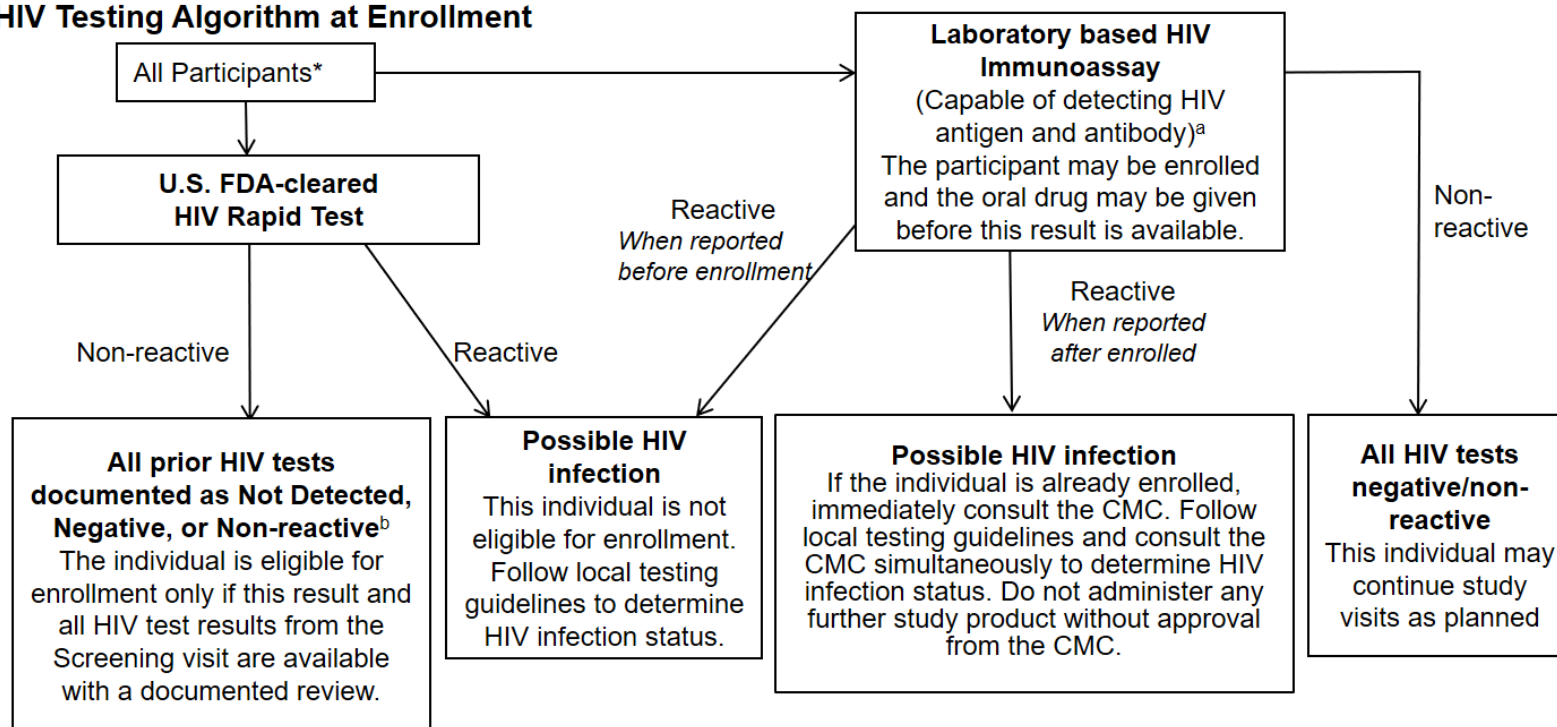 HIV Testing Algorithm at Enrollment
All Participants*
U.S. FDA-cleared
HIV Rapid Test
Laboratory based HIV
Immunoassay
(Capable of detecting HIV
antigen and antibody)ᵃ
The participant may be enrolled
and the oral drug may be given
before this result is available.
Non-reactive
Reactive
Reactive
When reported
before enrollment
Reactive
When reported
after enrolled
Non-
reactive
All prior HIV tests
documented as Not Detected,
Negative, or Non-reactiveᵇ
The individual is eligible for
enrollment only if this result and
all HIV test results from the
Screening visit are available
with a documented review.
Possible HIV
infection
This individual is not
eligible for enrollment.
Follow local testing
guidelines to determine
HIV infection status.
Possible HIV infection
If the individual is already enrolled,
immediately consult the CMC. Follow
local testing guidelines and consult the
CMC simultaneously to determine HIV
infection status. Do not administer any
further study product without approval
from the CMC.
All HIV tests
negative/non-
reactive
This individual may
continue study
visits as planned